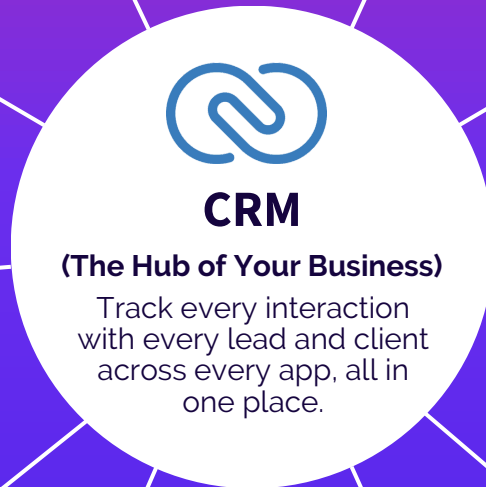 CRM
(The Hub of Your Business)
Track every interaction
with every lead and client
across every app, all in
one place.